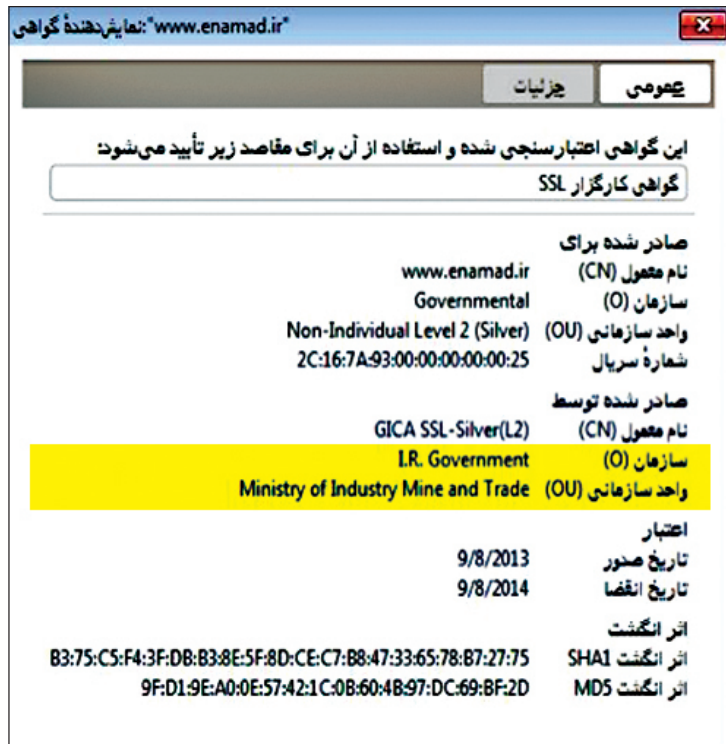 نمایش‌دهندهٔ گواهی:"www.enamad.ir"
عمومی
جزئیات
این گواهی اعتبارسنجی شده و استفاده از آن برای مقاصد زیر تأیید می‌شود:
گواهی کارگزار SSL
صادر شده برای
نام معمول (CN) www.enamad.ir
سازمان (O) Governmental
واحد سازمانی (OU) Non-Individual Level 2 (Silver)
شمارهٔ سریال 2C:16:7A:93:00:00:00:00:00:25
صادر شده توسط
نام معمول (CN) GICA SSL-Silver(L2)
سازمان (O) I.R. Government
واحد سازمانی (OU) Ministry of Industry Mine and Trade
اعتبار
تاریخ صدور 9/8/2013
تاریخ انقضا 9/8/2014
اثر انگشت
اثر انگشت SHA1 B3:75:C5:F4:3F:DB:B3:8E:5F:8D:CE:C7:B8:47:33:65:78:B7:27:75
اثر انگشت MD5 9F:D1:9E:A0:0E:57:42:1C:0B:60:4B:97:DC:69:BF:2D